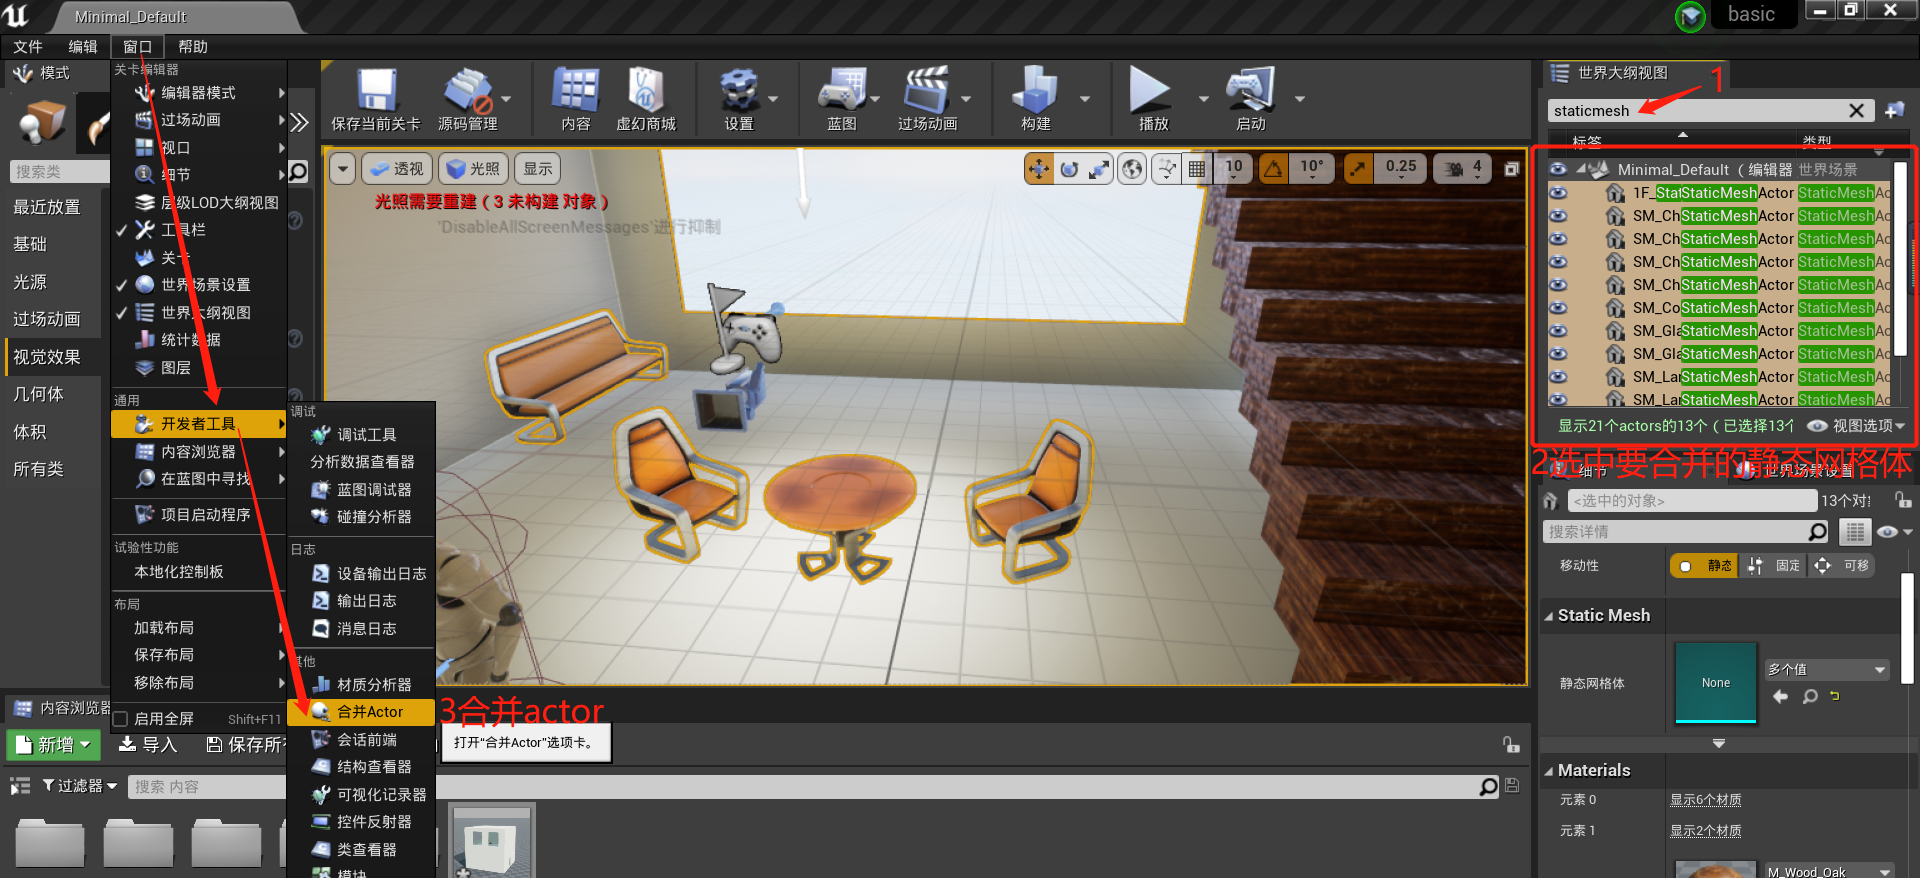 Minimal_Default
basic
文件 编辑 窗口 帮助
模式
搜索类
最近放置
基础
光源
过场动画
视觉效果
几何体
体积
所有类
关卡编辑器
编辑器模式
过场动画
视口
细节
层级LOD大纲视图
工具栏
关卡
世界场景设置
世界大纲视图
统计数据
图层
通用
开发者工具
内容浏览器
在蓝图中寻找
项目启动程序
试验性功能
本地化控制板
布局
加载布局
保存布局
移除布局
启用全屏 Shift+F11
调试
调试工具
分析数据查看器
蓝图调试器
碰撞分析器
日志
设备输出日志
输出日志
消息日志
其他
材质分析器
合并Actor
会话前端
结构查看器
可视化记录器
控件反射器
类查看器
模块
3合并actor
打开“合并Actor”选项卡。
保存当前关卡 源码管理 内容 虚幻商城 设置 蓝图 过场动画 构建 播放 启动
透视 光照 显示 10 10° 0.25 4
光照需要重建（3 未构建 对象）
'DisableAllScreenMessages'进行抑制
世界大纲视图
1
staticmesh
标签 类型
Minimal_Default（编辑器 世界场景
1F_StatStaticMeshActor StaticMeshAc
SM_ChStaticMeshActor StaticMeshAc
SM_ChStaticMeshActor StaticMeshAc
SM_ChStaticMeshActor StaticMeshAc
SM_ChStaticMeshActor StaticMeshAc
SM_CoStaticMeshActor StaticMeshAc
SM_GlaStaticMeshActor StaticMeshAc
SM_GlaStaticMeshActor StaticMeshAc
SM_LarStaticMeshActor StaticMeshAc
SM_LarStaticMeshActor StaticMeshAc
显示21个actors的13个（已选择13个 视图选项
2选中要合并的静态网格体
细节 世界场景设置
<选中的对象> 13个对
搜索详情
移动性 静态 固定 可移
Static Mesh
静态网格体 None 多个值
Materials
元素 0 显示6个材质
元素 1 显示2个材质
M_Wood_Oak
内容浏览器
新增 导入 保存所
过滤器 搜索 内容